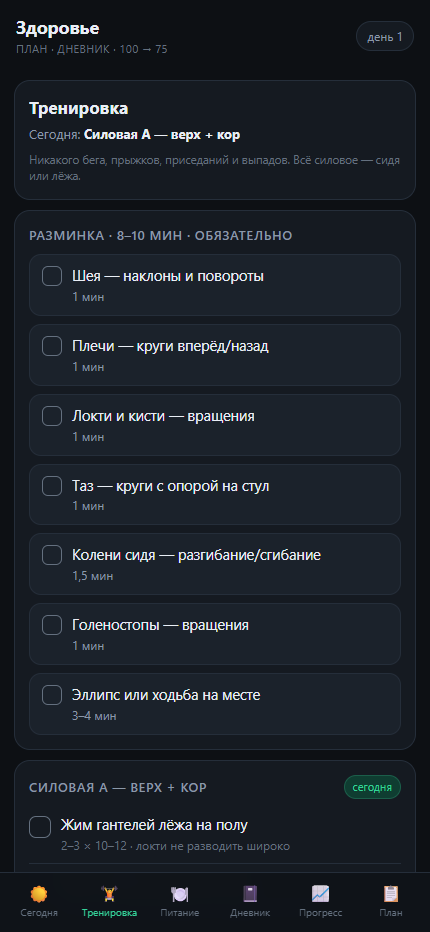 Здоровье
ПЛАН · ДНЕВНИК · 100 → 75
день 1
Тренировка
Сегодня: Силовая А — верх + кор
Никакого бега, прыжков, приседаний и выпадов. Всё силовое — сидя
или лёжа.
РАЗМИНКА · 8–10 МИН · ОБЯЗАТЕЛЬНО
Шея — наклоны и повороты
1 мин
Плечи — круги вперёд/назад
1 мин
Локти и кисти — вращения
1 мин
Таз — круги с опорой на стул
1 мин
Колени сидя — разгибание/сгибание
1,5 мин
Голеностопы — вращения
1 мин
Эллипс или ходьба на месте
3–4 мин
СИЛОВАЯ А — ВЕРХ + КОР
сегодня
Жим гантелей лёжа на полу
2–3 × 10–12 · локти не разводить широко
Сегодня
Тренировка
Питание
Дневник
Прогресс
План